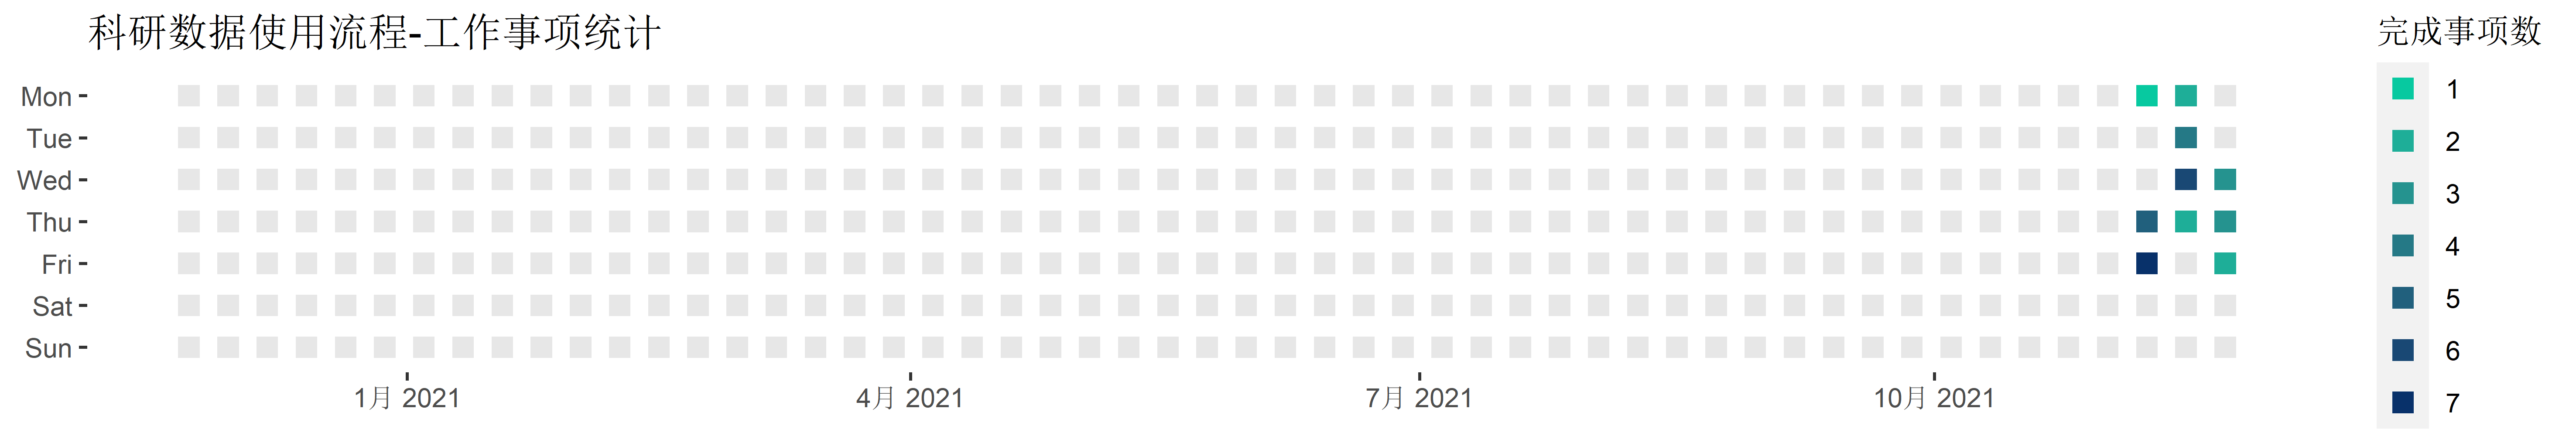 科研数据使用流程-工作事项统计
Mon
Tue
Wed
Thu
Fri
Sat
Sun
1月 2021
4月 2021
7月 2021
10月 2021
完成事项数
1
2
3
4
5
6
7